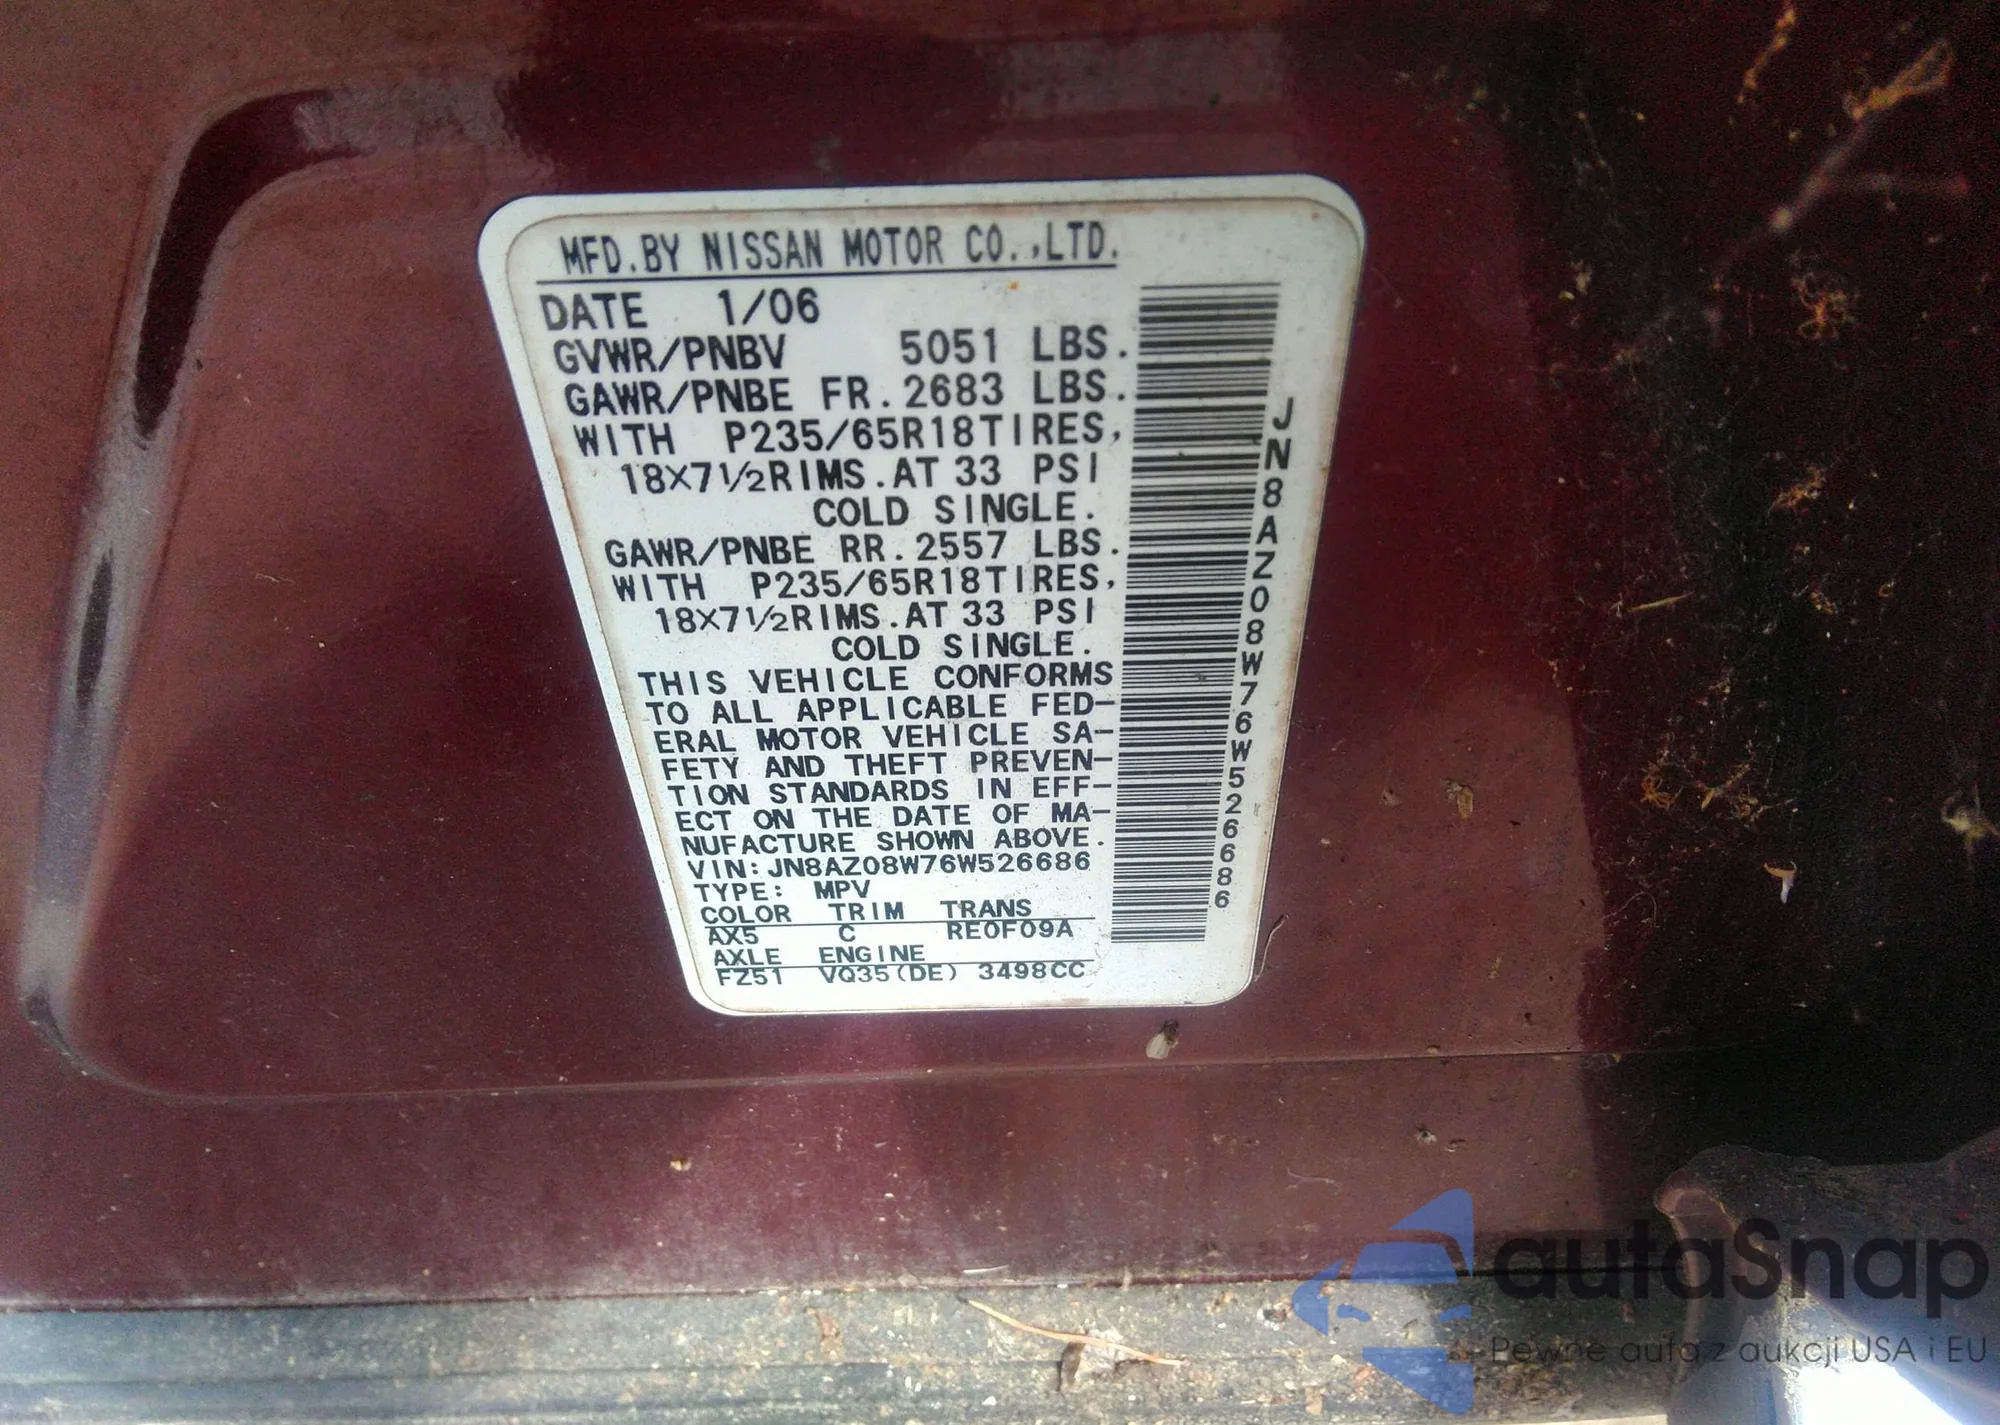 MFD.BY NISSAN MOTOR CO.,LTD.
DATE 1/06
GVWR/PNBV 5051 LBS.
GAWR/PNBE FR.2683 LBS.
WITH P235/65R18TIRES,
18X7½RIMS.AT 33 PSI
COLD SINGLE.
GAWR/PNBE RR.2557 LBS.
WITH P235/65R18TIRES,
18X7½RIMS.AT 33 PSI
COLD SINGLE.
THIS VEHICLE CONFORMS
TO ALL APPLICABLE FED-
ERAL MOTOR VEHICLE SA-
FETY AND THEFT PREVEN-
TION STANDARDS IN EFF-
ECT ON THE DATE OF MA-
NUFACTURE SHOWN ABOVE.
VIN:JN8AZ08W76W526686
TYPE: MPV
COLOR TRIM TRANS
AX5 C RE0F09A
AXLE ENGINE
FZ51 VQ35(DE) 3498CC
JN8AZ08W76W526686
autaSnap
Pewne auta z aukcji USA i EU